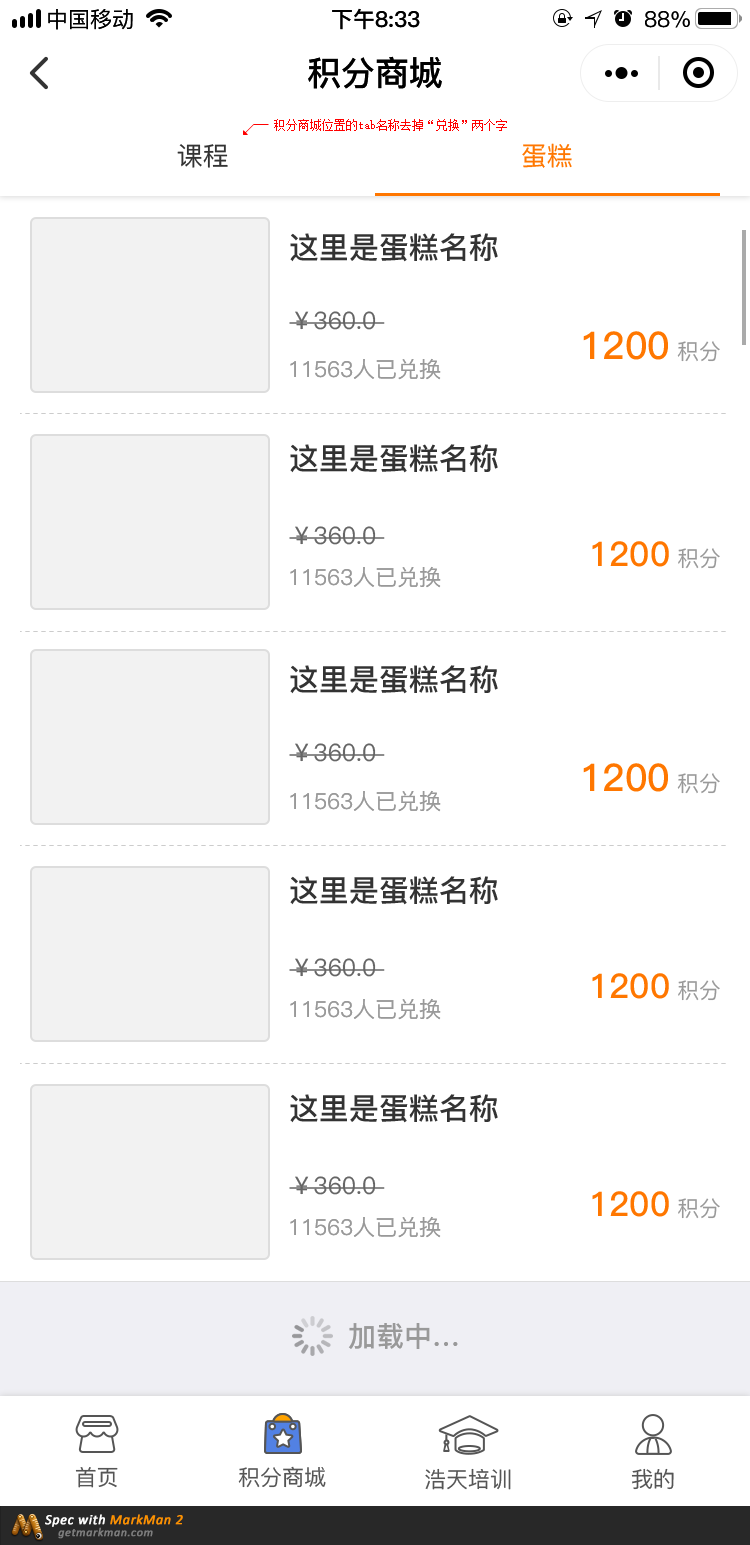 中国移动 下午8:33 88%
积分商城
积分商城位置的tab名称去掉“兑换”两个字
课程 蛋糕
这里是蛋糕名称
￥360.0
1200 积分
11563人已兑换
这里是蛋糕名称
￥360.0
1200 积分
11563人已兑换
这里是蛋糕名称
￥360.0
1200 积分
11563人已兑换
这里是蛋糕名称
￥360.0
1200 积分
11563人已兑换
这里是蛋糕名称
￥360.0
1200 积分
11563人已兑换
加载中...
首页 积分商城 浩天培训 我的
Spec with MarkMan 2
getmarkman.com